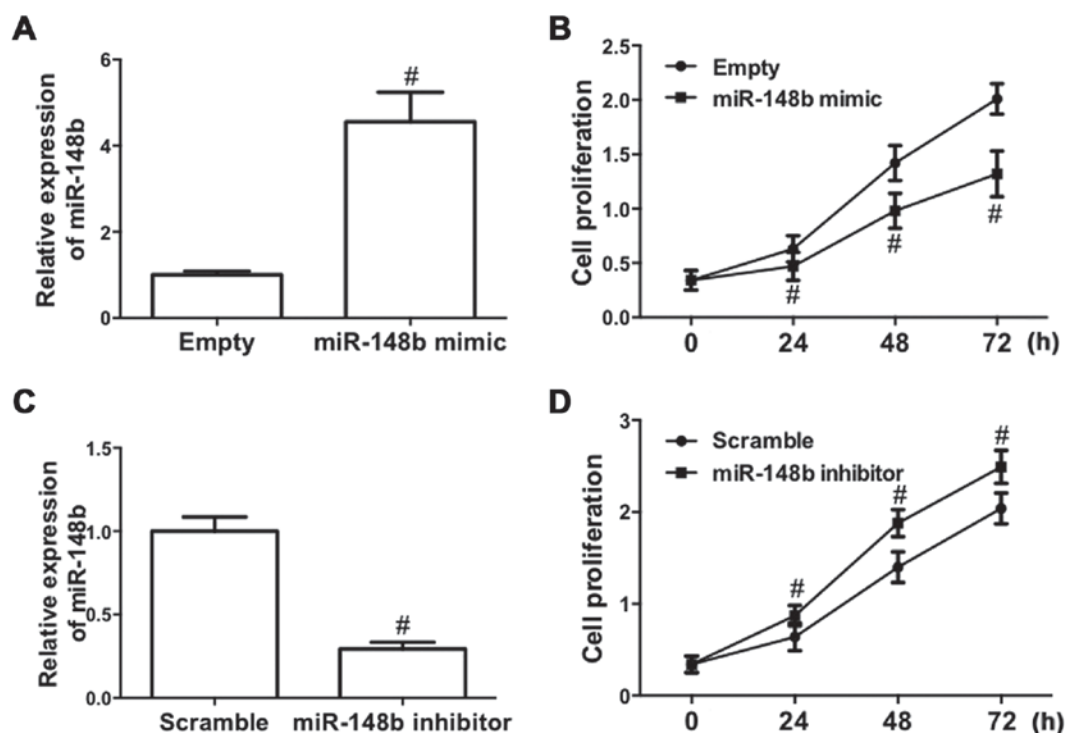 A
Relative expression
of miR-148b
6
4
2
0
#
Empty
miR-148b mimic
B
Cell proliferation
2.5
2.0
1.5
1.0
0.5
0.0
Empty
miR-148b mimic
#
#
#
0
24
48
72
(h)
C
Relative expression
of miR-148b
1.5
1.0
0.5
0.0
#
Scramble
miR-148b inhibitor
D
Cell proliferation
3
2
1
0
Scramble
miR-148b inhibitor
#
#
#
0
24
48
72
(h)